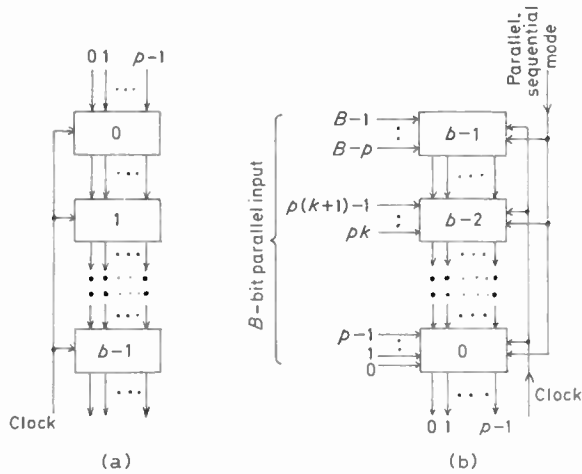 0 1 p−1
...
0
...
1
...
...
b−1
...
Clock
(a)
Parallel,
sequential
mode
B-bit parallel input
B−1
:
B−p
b−1
...
p(k+1)−1
:
pk
b−2
...
...
p−1
:
1
0
0
...
0 1 p−1
Clock
(b)